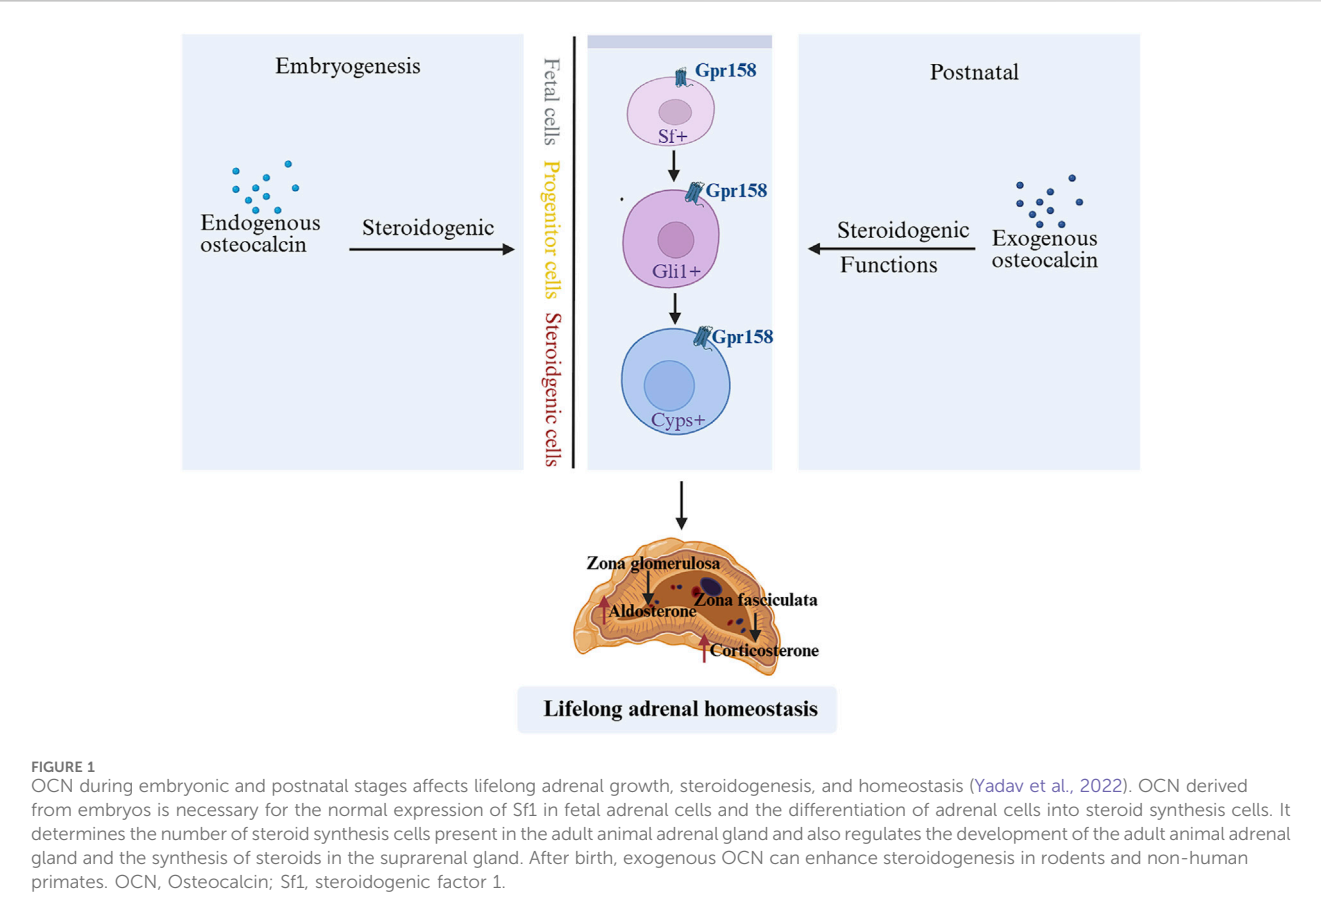 Embryogenesis
Endogenous
osteocalcin
Steroidogenic
Fetal cells
Progenitor cells
Steroidgenic cells
Gpr158
Sf+
Gpr158
Gli1+
Gpr158
Cyps+
Postnatal
Steroidogenic
Functions
Exogenous
osteocalcin
Zona glomerulosa
Aldosterone
Zona fasciculata
Corticosterone
Lifelong adrenal homeostasis
FIGURE 1
OCN during embryonic and postnatal stages affects lifelong adrenal growth, steroidogenesis, and homeostasis (Yadav et al., 2022). OCN derived
from embryos is necessary for the normal expression of Sf1 in fetal adrenal cells and the differentiation of adrenal cells into steroid synthesis cells. It
determines the number of steroid synthesis cells present in the adult animal adrenal gland and also regulates the development of the adult animal adrenal
gland and the synthesis of steroids in the suprarenal gland. After birth, exogenous OCN can enhance steroidogenesis in rodents and non-human
primates. OCN, Osteocalcin; Sf1, steroidogenic factor 1.